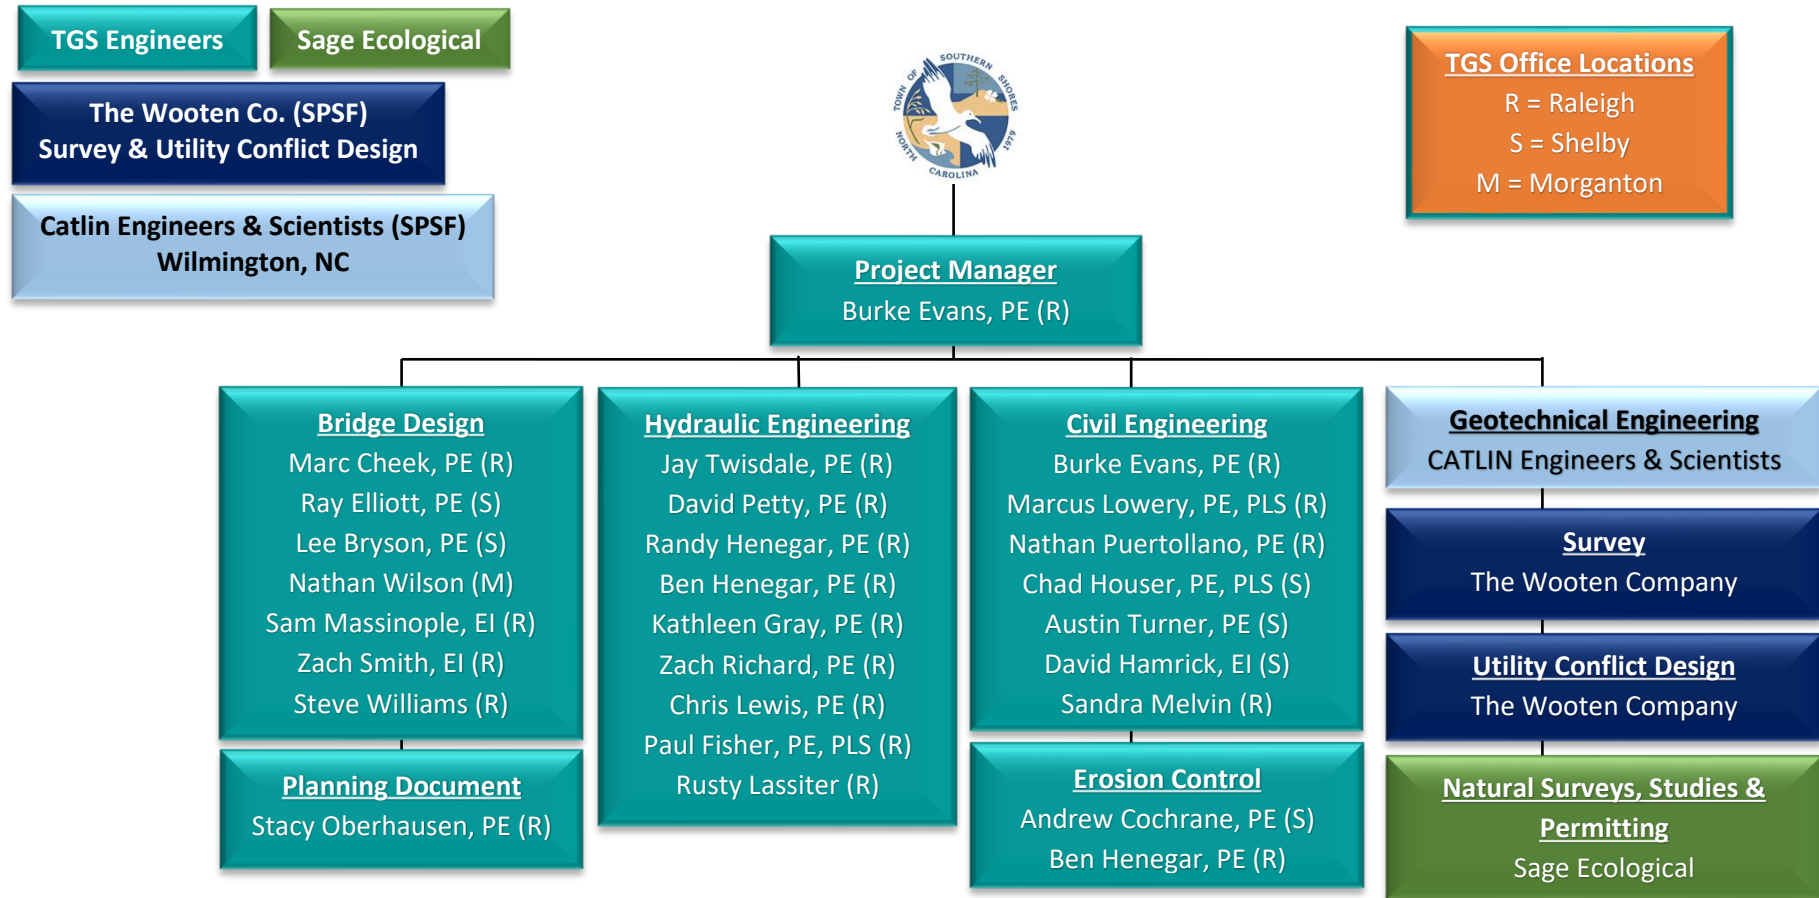 TGS Engineers
Sage Ecological
The Wooten Co. (SPSF)
Survey & Utility Conflict Design
Catlin Engineers & Scientists (SPSF)
Wilmington, NC
TOWN OF SOUTHERN SHORES
NORTH CAROLINA 1979
TGS Office Locations
R = Raleigh
S = Shelby
M = Morganton
Project Manager
Burke Evans, PE (R)
Bridge Design
Marc Cheek, PE (R)
Ray Elliott, PE (S)
Lee Bryson, PE (S)
Nathan Wilson (M)
Sam Massinople, EI (R)
Zach Smith, EI (R)
Steve Williams (R)
Planning Document
Stacy Oberhausen, PE (R)
Hydraulic Engineering
Jay Twisdale, PE (R)
David Petty, PE (R)
Randy Henegar, PE (R)
Ben Henegar, PE (R)
Kathleen Gray, PE (R)
Zach Richard, PE (R)
Chris Lewis, PE (R)
Paul Fisher, PE, PLS (R)
Rusty Lassiter (R)
Civil Engineering
Burke Evans, PE (R)
Marcus Lowery, PE, PLS (R)
Nathan Puertollano, PE (R)
Chad Houser, PE, PLS (S)
Austin Turner, PE (S)
David Hamrick, EI (S)
Sandra Melvin (R)
Erosion Control
Andrew Cochrane, PE (S)
Ben Henegar, PE (R)
Geotechnical Engineering
CATLIN Engineers & Scientists
Survey
The Wooten Company
Utility Conflict Design
The Wooten Company
Natural Surveys, Studies &
Permitting
Sage Ecological